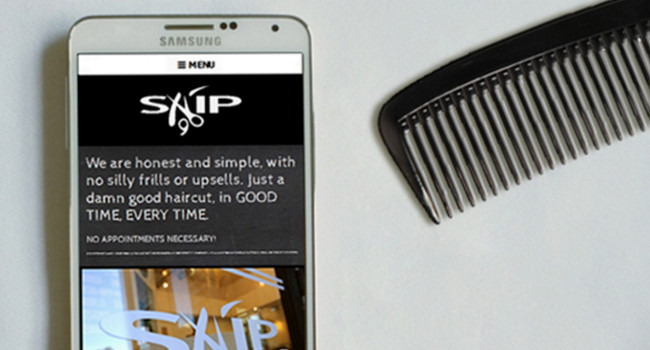 SAMSUNG
≡ MENU
SNIP
We are honest and simple, with
no silly frills or upsells. Just a
damn good haircut, in GOOD
TIME, EVERY TIME.
NO APPOINTMENTS NECESSARY!
SNIP